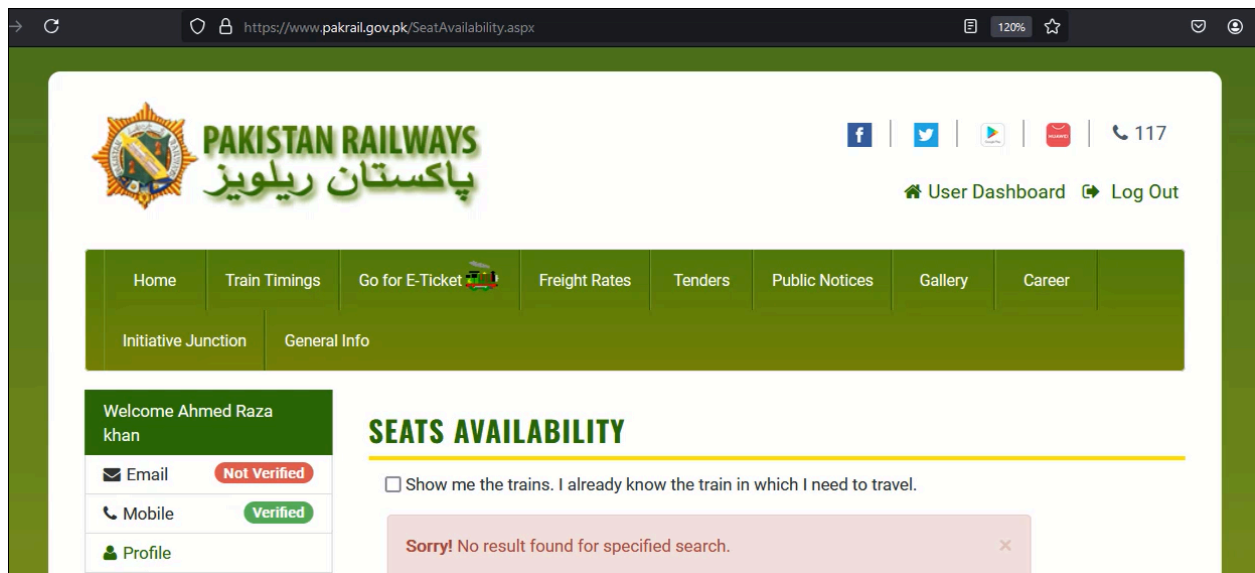 https://www.pakrail.gov.pk/SeatAvailability.aspx
120%
PAKISTAN RAILWAYS
پاکستان ریلویز
117
User Dashboard Log Out
Home Train Timings Go for E-Ticket Freight Rates Tenders Public Notices Gallery Career
Initiative Junction General Info
Welcome Ahmed Raza
khan
Email Not Verified
Mobile Verified
Profile
SEATS AVAILABILITY
Show me the trains. I already know the train in which I need to travel.
Sorry! No result found for specified search. ×